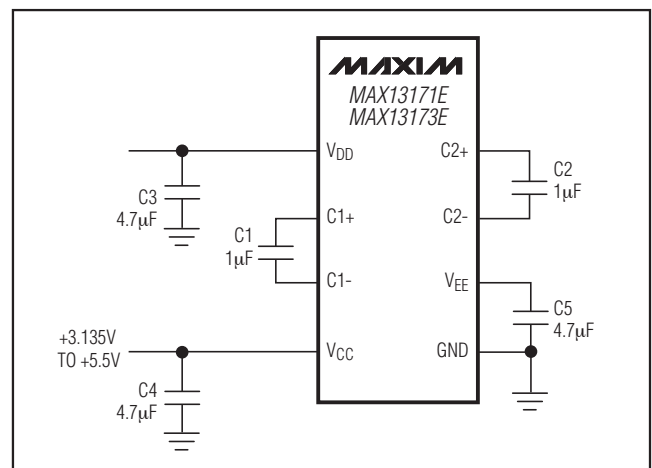 MAXIM
MAX13171E
MAX13173E
VDD
C2+
C2
1μF
C3
4.7μF
C1+
C2-
C1
1μF
C1-
VEE
C5
4.7μF
+3.135V
TO +5.5V
VCC
GND
C4
4.7μF